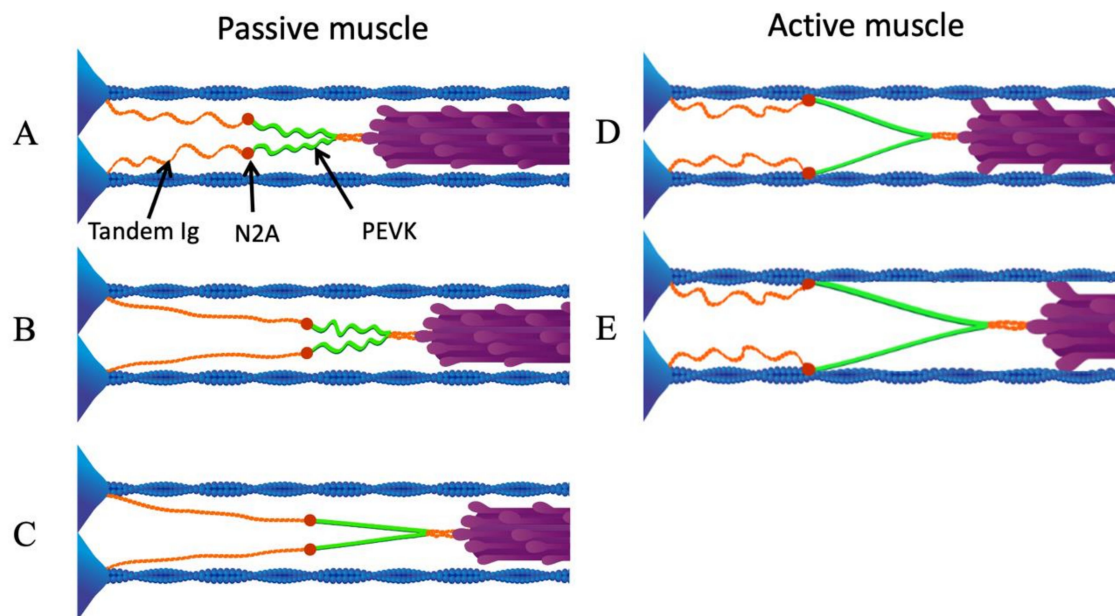 Passive muscle
Active muscle
A
D
Tandem Ig
N2A
PEVK
B
E
C